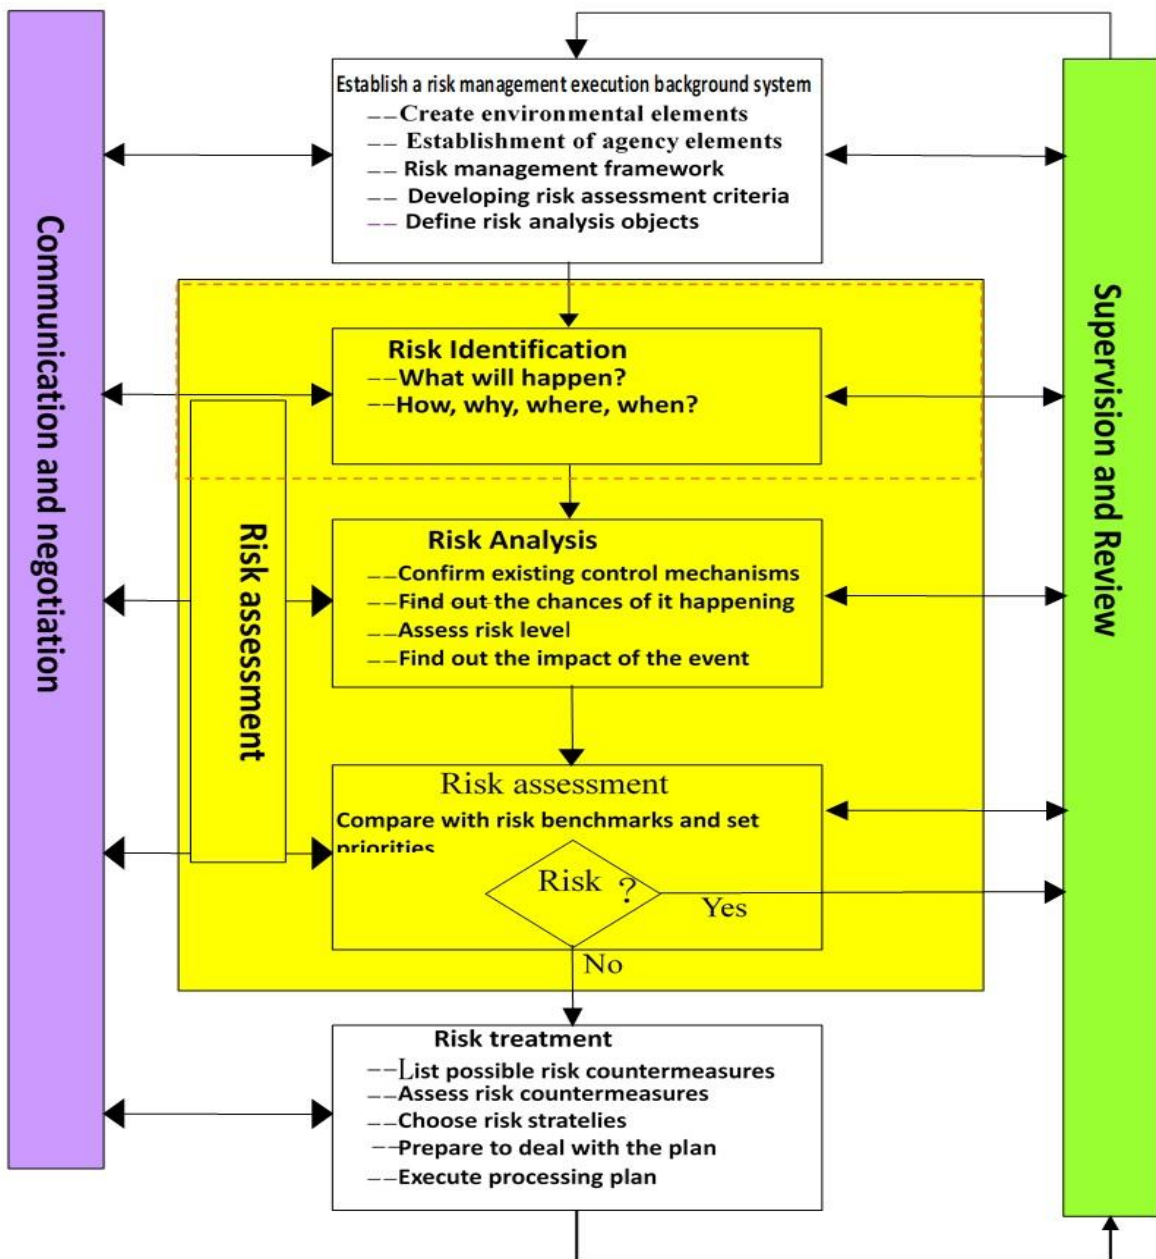 Communication and negotiation
Establish a risk management execution background system
-- Create environmental elements
-- Establishment of agency elements
-- Risk management framework
-- Developing risk assessment criteria
-- Define risk analysis objects
Supervision and Review
Risk Identification
--What will happen?
--How, why, where, when?
Risk assessment
Risk Analysis
--Confirm existing control mechanisms
--Find out the chances of it happening
--Assess risk level
--Find out the impact of the event
Risk assessment
Compare with risk benchmarks and set
priorities
Risk ?
Yes
No
Risk treatment
--List possible risk countermeasures
--Assess risk countermeasures
--Choose risk stratelies
--Prepare to deal with the plan
--Execute processing plan